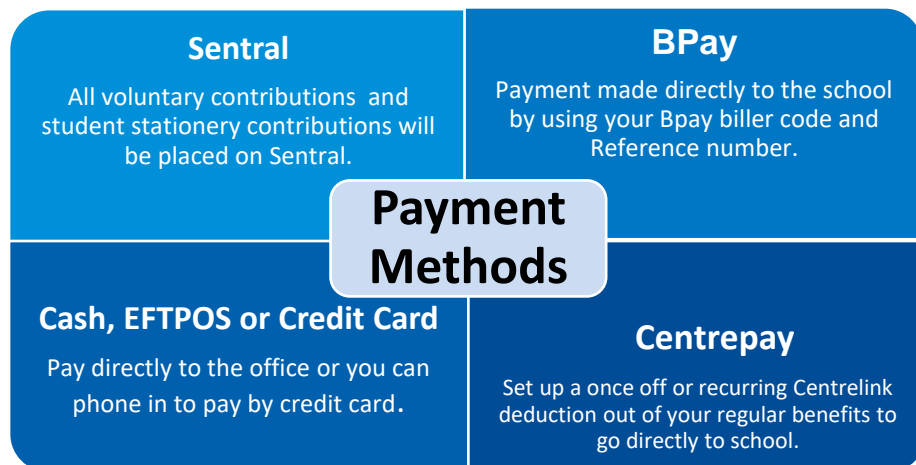 Sentral
All voluntary contributions and
student stationery contributions will
be placed on Sentral.
BPay
Payment made directly to the school
by using your Bpay biller code and
Reference number.
Payment
Methods
Cash, EFTPOS or Credit Card
Pay directly to the office or you can
phone in to pay by credit card.
Centrepay
Set up a once off or recurring Centrelink
deduction out of your regular benefits to
go directly to school.